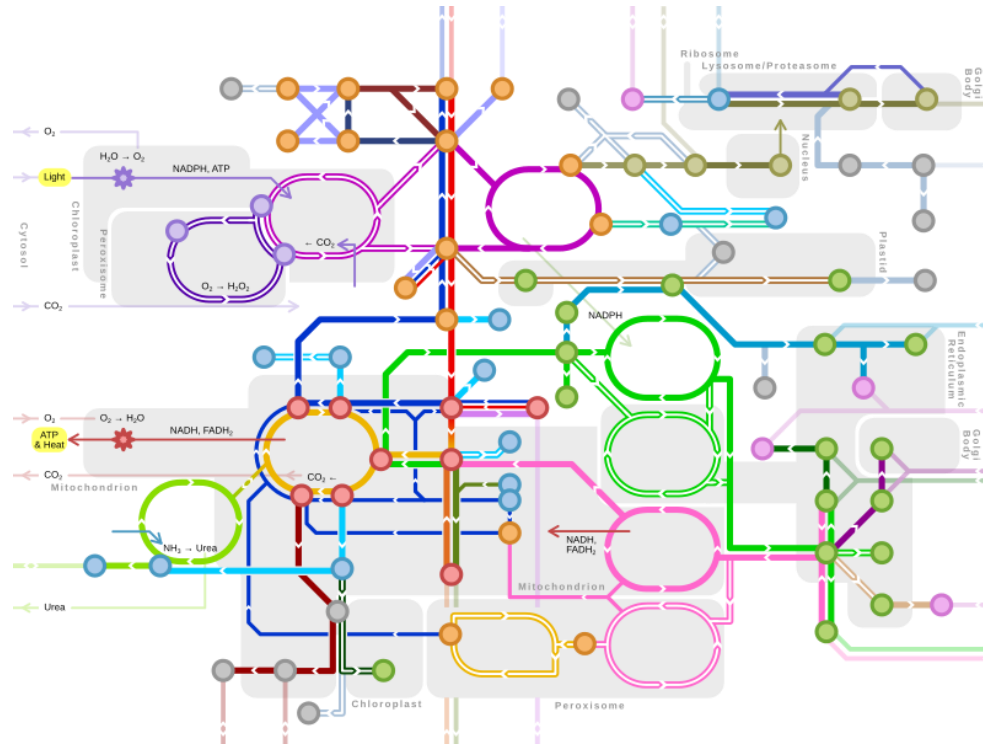 Ribosome
Lysosome/Proteasome
Golgi
Body
O₂
H₂O → O₂
Light
NADPH, ATP
Nucleus
Cytosol
Chloroplast
Peroxisome
← CO₂
O₂ → H₂O₂
Plastid
CO₂
NADPH
Endoplasmic
Reticulum
O₂
O₂ → H₂O
ATP
& Heat
NADH, FADH₂
CO₂
CO₂ ←
Mitochondrion
Golgi
Body
NH₃ → Urea
NADH,
FADH₂
Mitochondrion
Urea
Chloroplast
Peroxisome